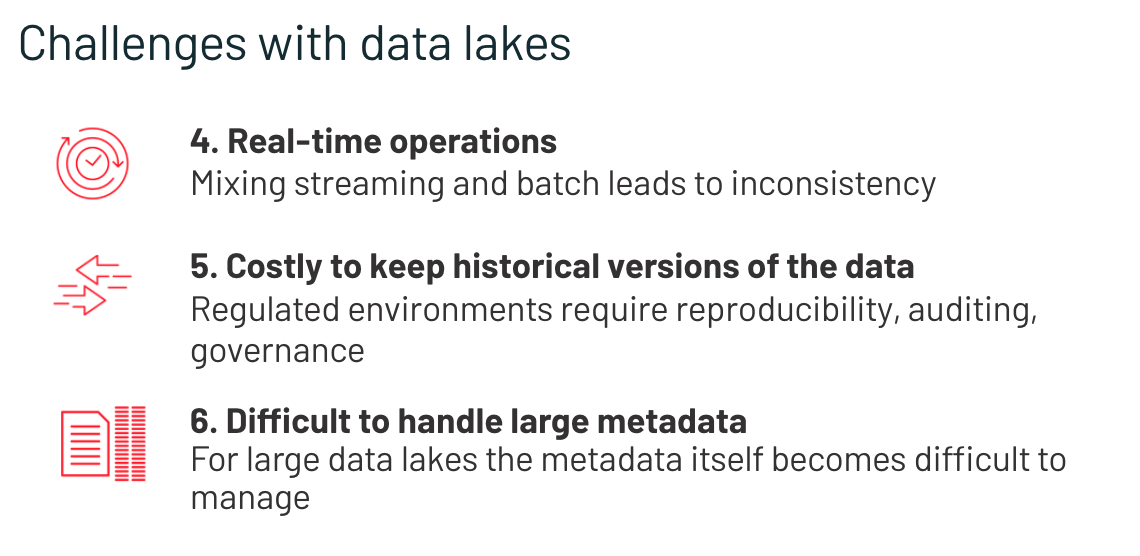 Challenges with data lakes
4. Real-time operations
Mixing streaming and batch leads to inconsistency
5. Costly to keep historical versions of the data
Regulated environments require reproducibility, auditing,
governance
6. Difficult to handle large metadata
For large data lakes the metadata itself becomes difficult to
manage